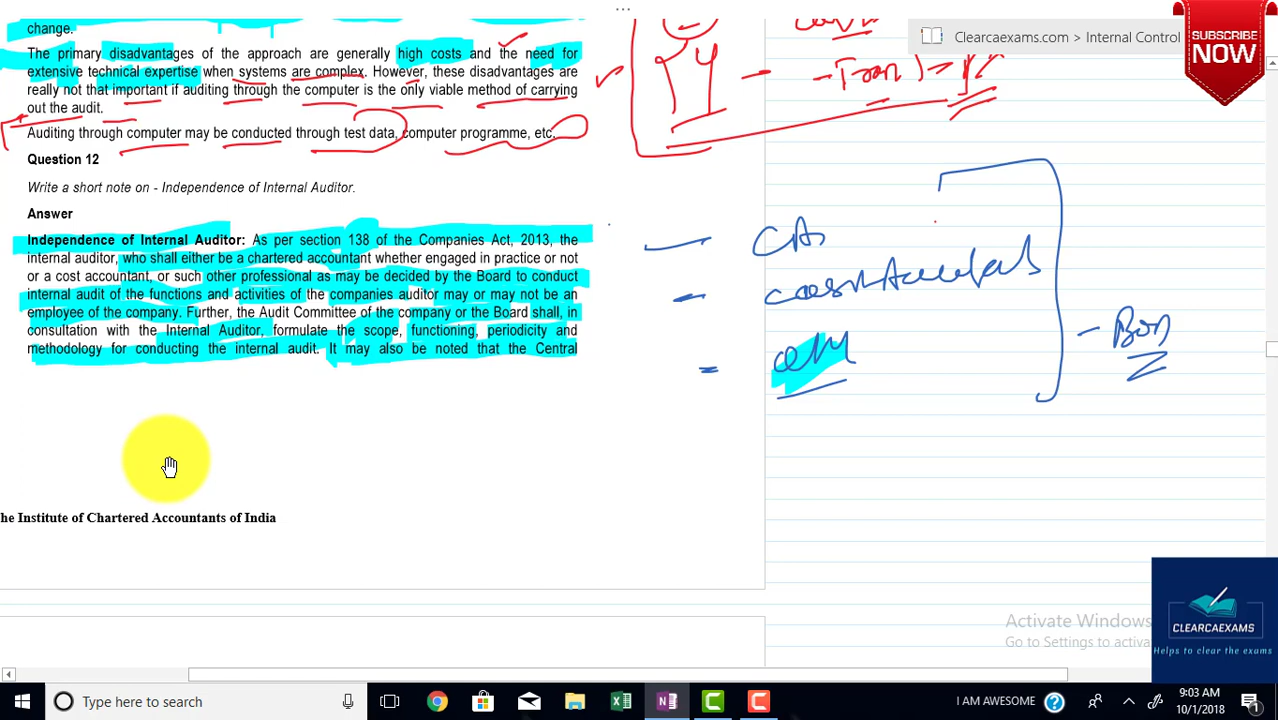 change.
The primary disadvantages of the approach are generally high costs and the need for
extensive technical expertise when systems are complex. However, these disadvantages are
really not that important if auditing through the computer is the only viable method of carrying
out the audit.
Auditing through computer may be conducted through test data, computer programme, etc.
Question 12
Write a short note on - Independence of Internal Auditor.
Answer
Independence of Internal Auditor: As per section 138 of the Companies Act, 2013, the
internal auditor, who shall either be a chartered accountant whether engaged in practice or not
or a cost accountant, or such other professional as may be decided by the Board to conduct
internal audit of the functions and activities of the companies auditor may or may not be an
employee of the company. Further, the Audit Committee of the company or the Board shall, in
consultation with the Internal Auditor, formulate the scope, functioning, periodicity and
methodology for conducting the internal audit. It may also be noted that the Central
he Institute of Chartered Accountants of India
Clearcaexams.com > Internal Control
SUBSCRIBE
NOW
CA
Activate Windows
Go to Settings to activa
CLEARCAEXAMS
Helps to clear the exams
Type here to search
I AM AWESOME
9:03 AM
10/1/2018
1